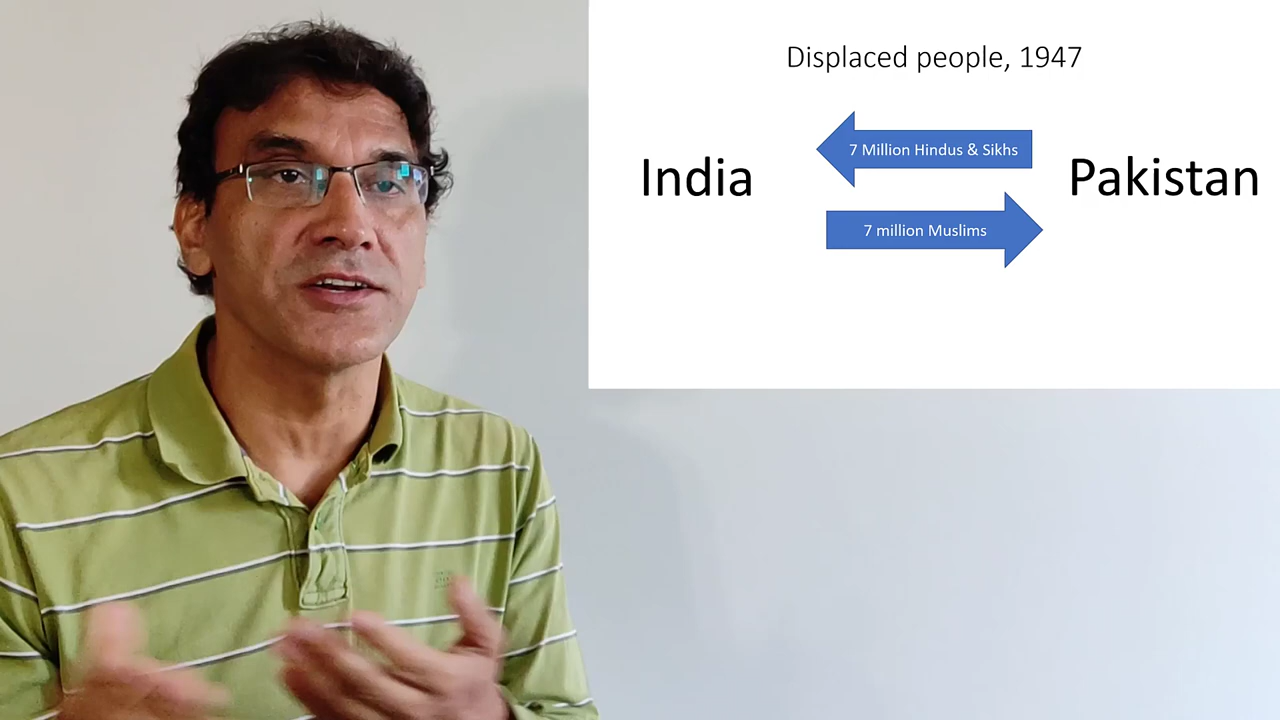 Displaced people, 1947
7 Million Hindus & Sikhs
India
Pakistan
7 million Muslims